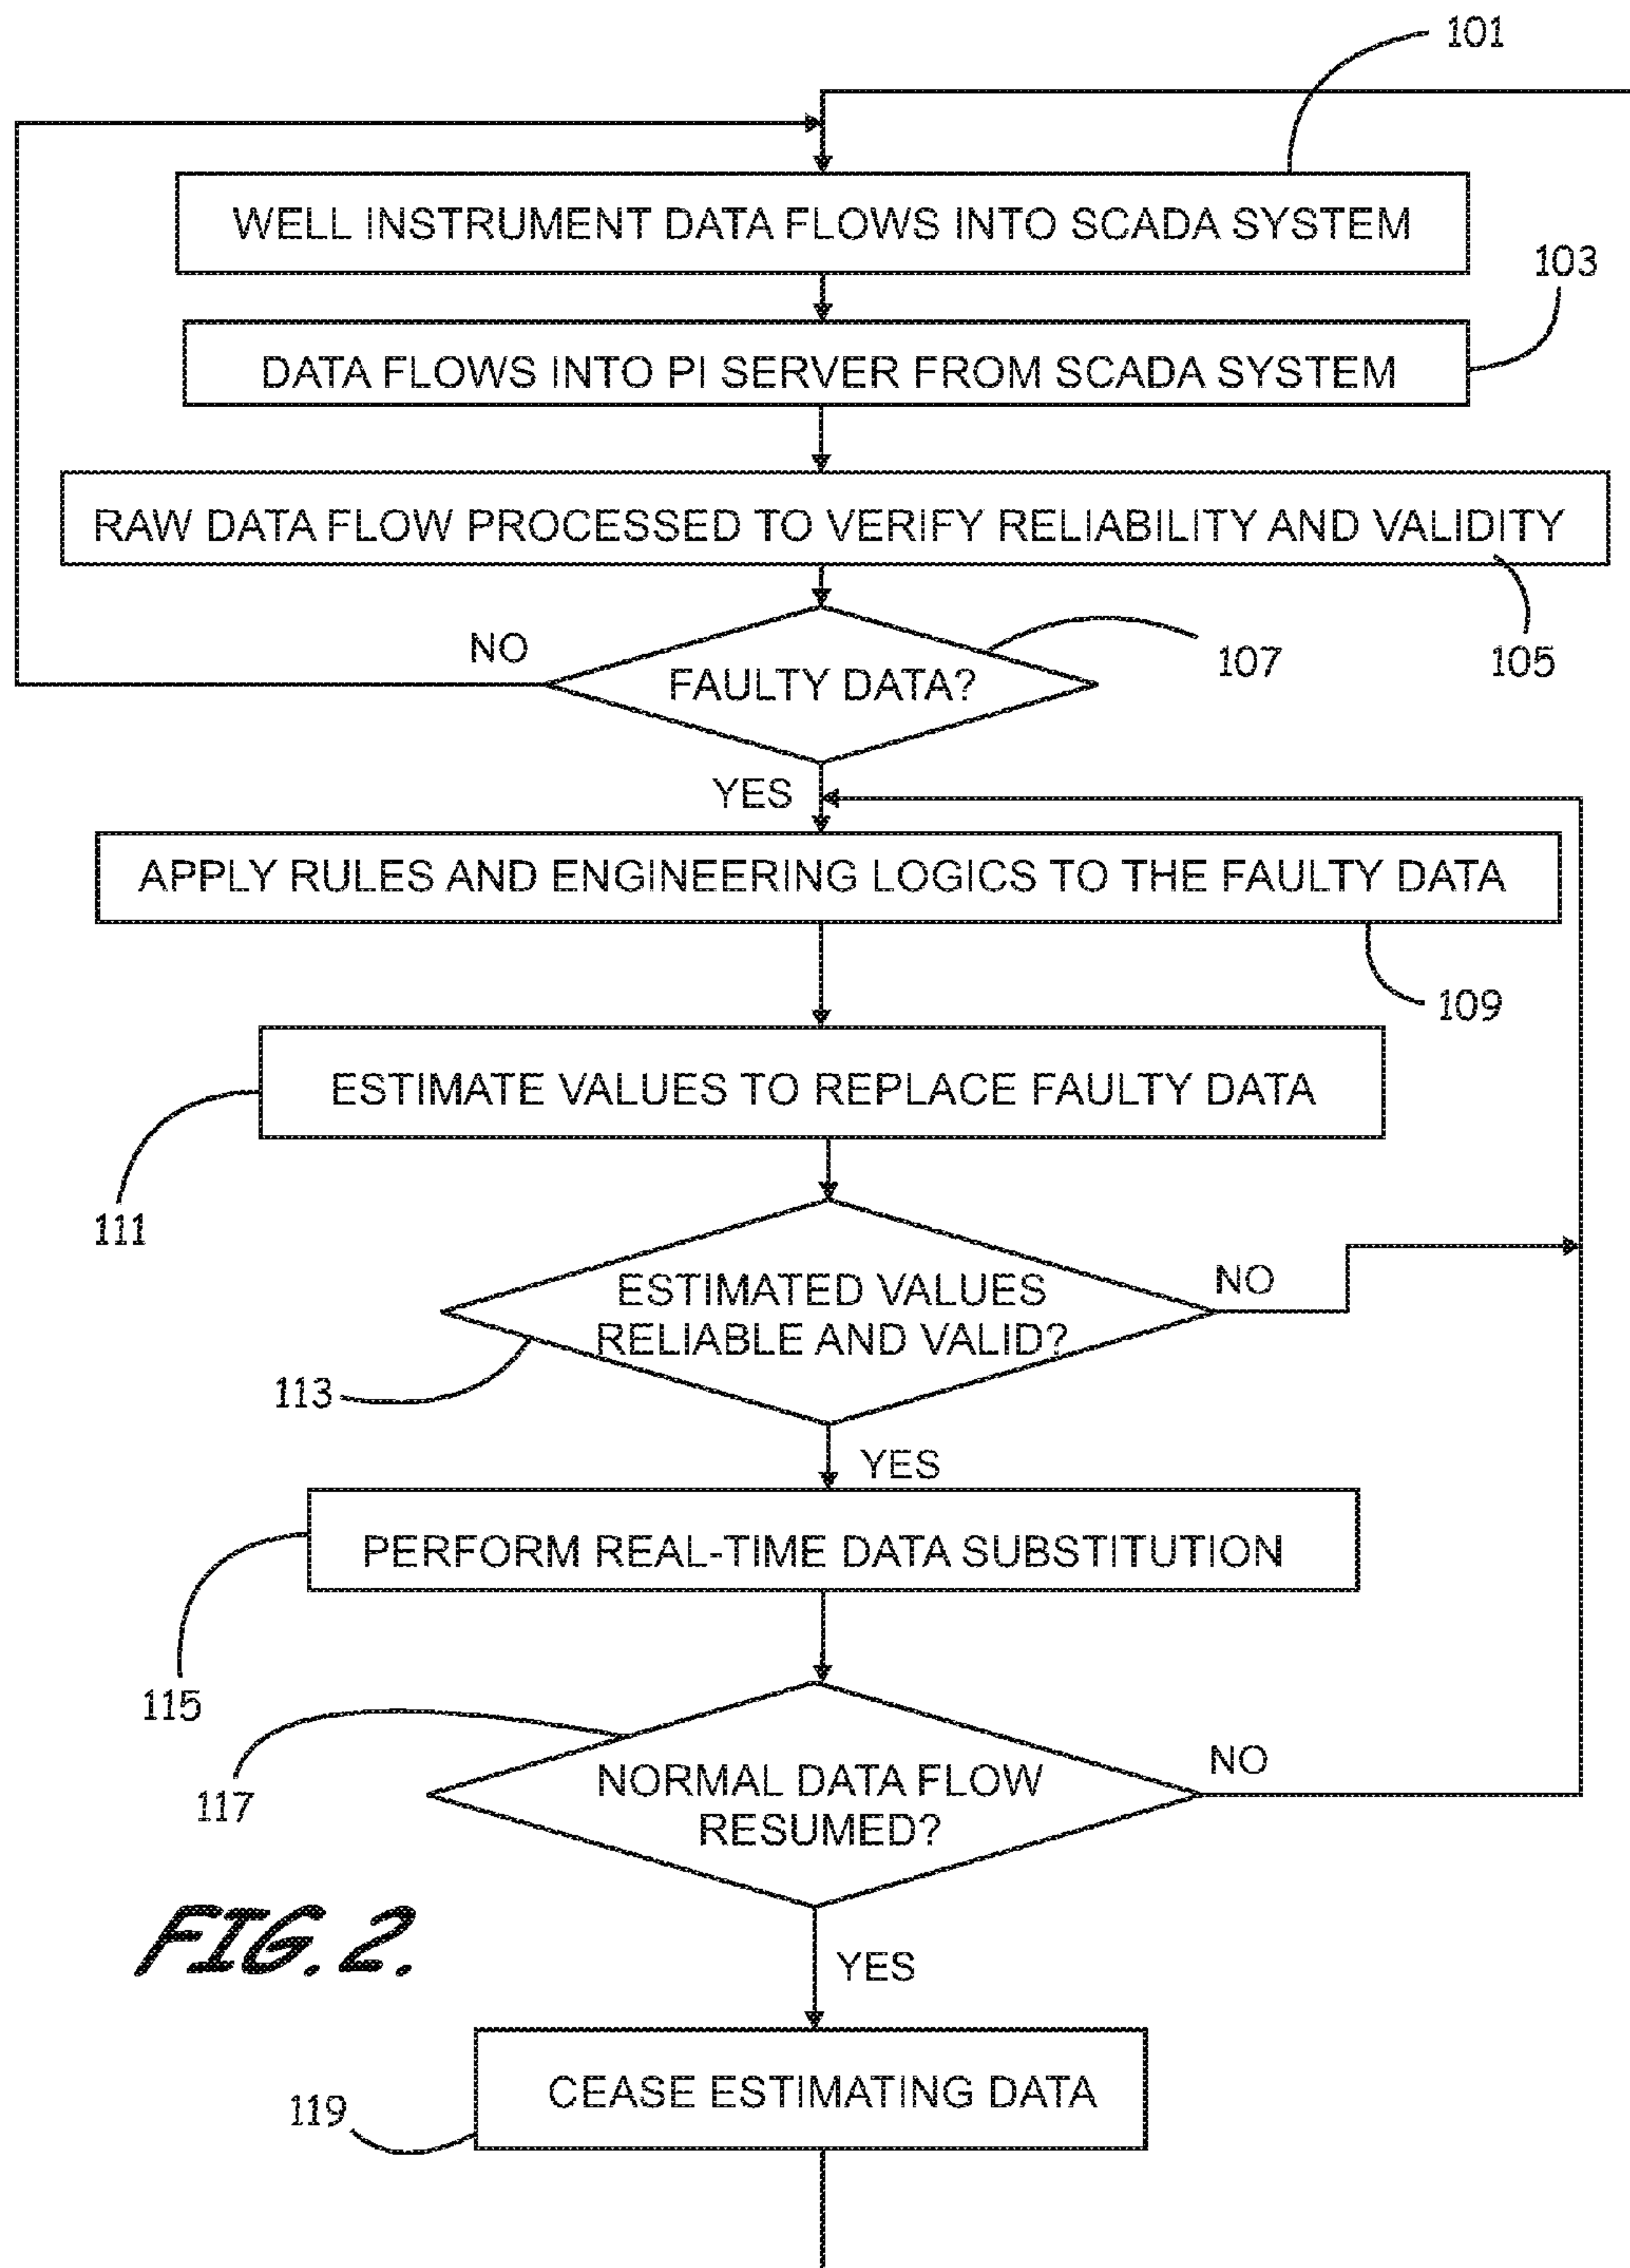 101
WELL INSTRUMENT DATA FLOWS INTO SCADA SYSTEM
103
DATA FLOWS INTO PI SERVER FROM SCADA SYSTEM
RAW DATA FLOW PROCESSED TO VERIFY RELIABILITY AND VALIDITY
105
NO
107
FAULTY DATA?
YES
APPLY RULES AND ENGINEERING LOGICS TO THE FAULTY DATA
109
ESTIMATE VALUES TO REPLACE FAULTY DATA
111
ESTIMATED VALUES
RELIABLE AND VALID?
NO
113
YES
PERFORM REAL-TIME DATA SUBSTITUTION
115
117
NORMAL DATA FLOW
RESUMED?
NO
FIG. 2.
YES
CEASE ESTIMATING DATA
119